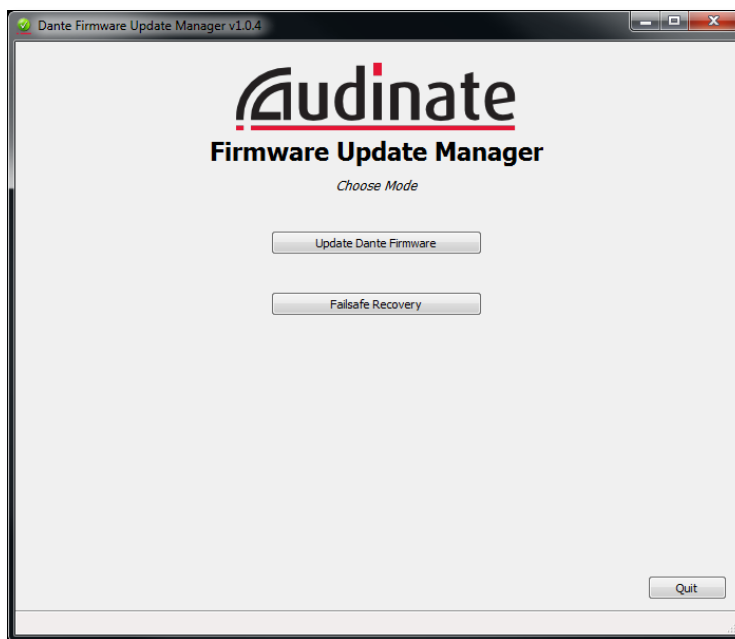 Dante Firmware Update Manager v1.0.4
Audinate
Firmware Update Manager
Choose Mode
Update Dante Firmware
Failsafe Recovery
Quit